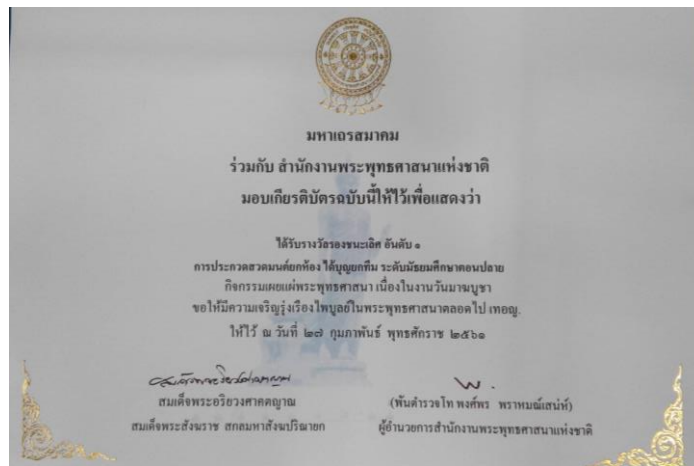 มหาเถรสมาคม
ร่วมกับ สำนักงานพระพุทธศาสนาแห่งชาติ
มอบเกียรติบัตรฉบับนี้ให้ไว้เพื่อแสดงว่า
ได้รับรางวัลรองชนะเลิศ อันดับ ๑
การประกวดสวดมนต์ยกห้อง ได้บุญยกทีม ระดับมัธยมศึกษาตอนปลาย
กิจกรรมเผยแผ่พระพุทธศาสนา เนื่องในงานวันมาฆบูชา
ขอให้มีความเจริญรุ่งเรืองไพบูลย์ในพระพุทธศาสนาตลอดไป เทอญ.
ให้ไว้ ณ วันที่ ๒๗ กุมภาพันธ์ พุทธศักราช ๒๕๖๑
สมเด็จพระอริยวงศาคตญาณ
(พันตำรวจโท พงศ์พร พราหมณ์เสน่ห์)
สมเด็จพระสังฆราช สกลมหาสังฆปริณายก
ผู้อำนวยการสำนักงานพระพุทธศาสนาแห่งชาติ